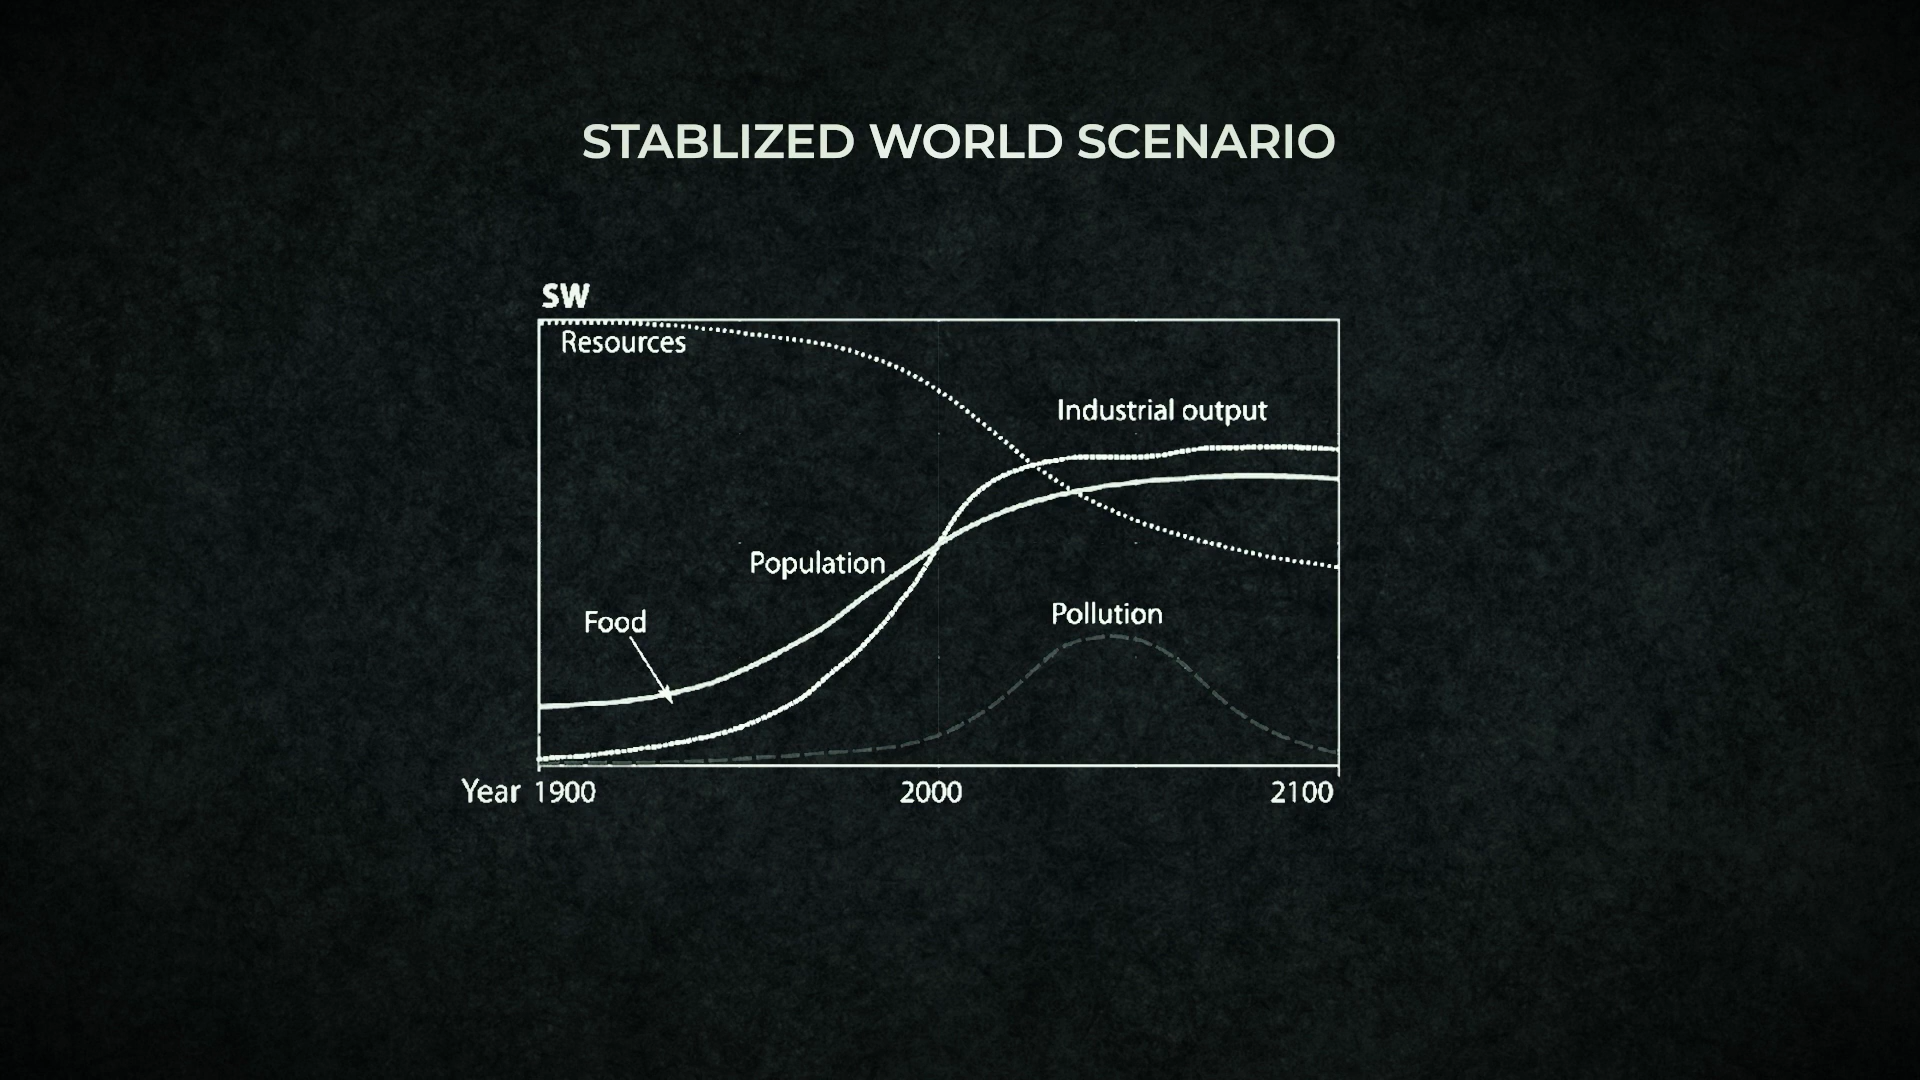 STABLIZED WORLD SCENARIO
SW
Resources
Industrial output
Population
Food
Pollution
Year 1900 2000 2100